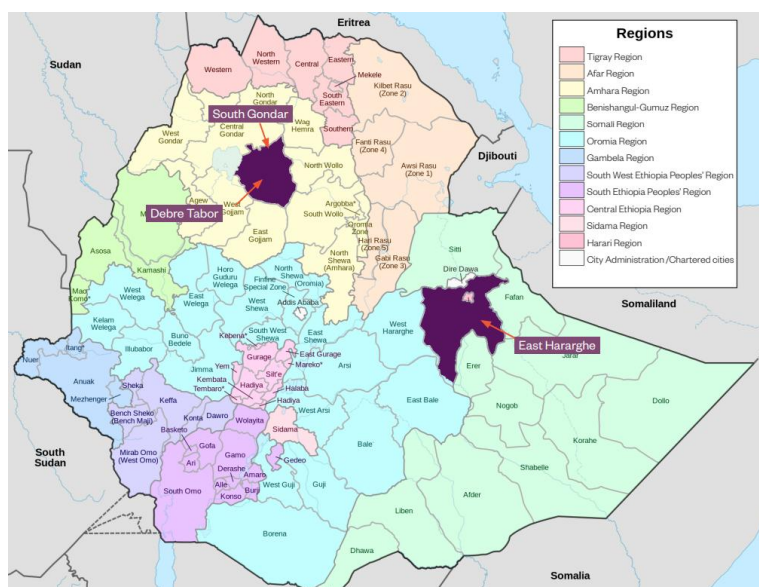 Eritrea
Sudan
Regions
Tigray Region
Afar Region
Amhara Region
Benishangul-Gumuz Region
Somali Region
Oromia Region
Gambela Region
South West Ethiopia Peoples' Region
South Ethiopia Peoples' Region
Central Ethiopia Region
Sidama Region
Harari Region
City Administration/Chartered cities
Western
North
Western
Central
Eastern
Mekele
South
Eastern
Southern
Kilbet Rasu
(Zone 2)
North
Gondar
South Gondar
West
Gondar
Central
Gondar
Wag
Hemra
Fanti Rasu
(Zone 4)
Awsi Rasu
(Zone 1)
Djibouti
North Wollo
Debre Tabor
Agew
West
Gojjam
Argobba*
South Wollo
Oromia
Zone
East
Gojjam
Hari Rasu
(Zone 5)
Gabi Rasu
(Zone 3)
North
Shewa
(Amhara)
Asosa
Kamashi
Mao
Komo*
Sitti
Dire Dawa
Fafan
Somaliland
Horo
Guduru
Welega
North
Shewa
(Oromia)
Finfine
Special Zone
Addis Ababa
West
Welega
East
Welega
West
Shewa
Kelam
Welega
Buno
Bedele
Illubabor
South West
Shewa
East
Shewa
West
Hararghe
East Hararghe
Kebena*
Jarar
Erer
Nuer
Itang*
Gurage
East Gurage
Mareko*
Arsi
Jimma
Yem
Silt'e
Kembata
Hadiya
Tembaro*
Halaba
Hadiya
Anuak
Sheka
Mezhenger
Keffa
Bench Sheko
(Bench Maji)
Konta
Dawro
Wolayita
West Arsi
East Bale
Nogob
Dollo
Basketo
Sidama
Korahe
South
Sudan
Mirab Omo
(West Omo)
Gofa
Ari
Gamo
Gedeo
Bale
Shabelle
Derashe
Amaro
Alle
Burji
Konso
South Omo
West Guji
Guji
Afder
Liben
Borena
Dhawa
Somalia